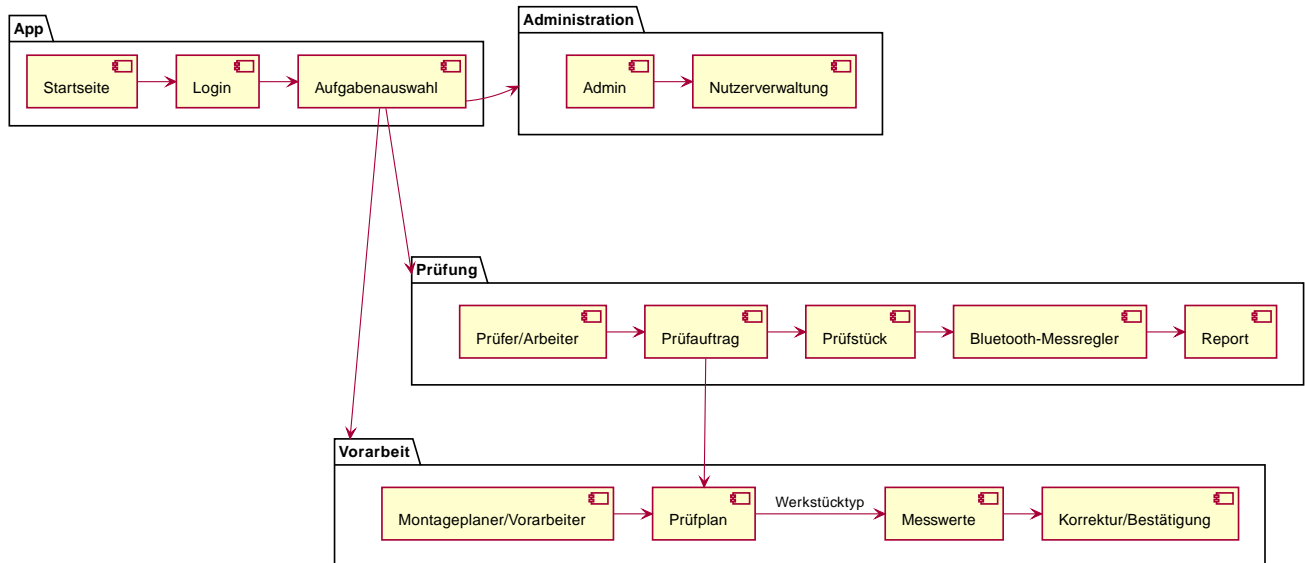 App
Startseite
Login
Aufgabenauswahl
Administration
Admin
Nutzerverwaltung
Prüfung
Prüfer/Arbeiter
Prüfauftrag
Prüfstück
Bluetooth-Messregler
Report
Vorarbeit
Montageplaner/Vorarbeiter
Prüfplan
Werkstücktyp
Messwerte
Korrektur/Bestätigung